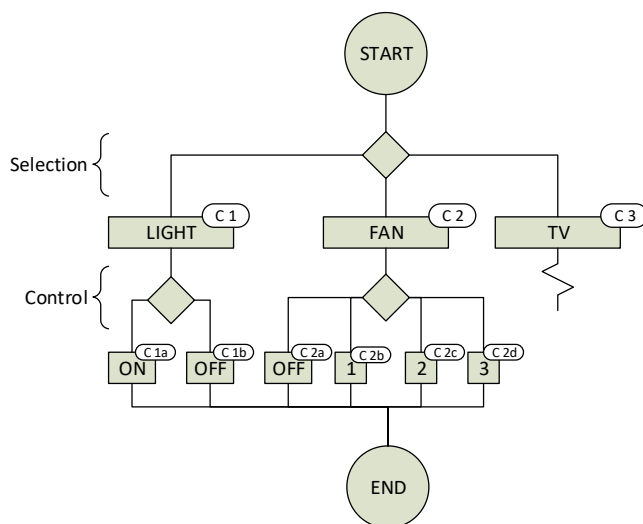 START
Selection
C 1
LIGHT
C 2
FAN
C 3
TV
Control
C 1a
ON
C 1b
OFF
C 2a
OFF
C 2b
1
C 2c
2
C 2d
3
END